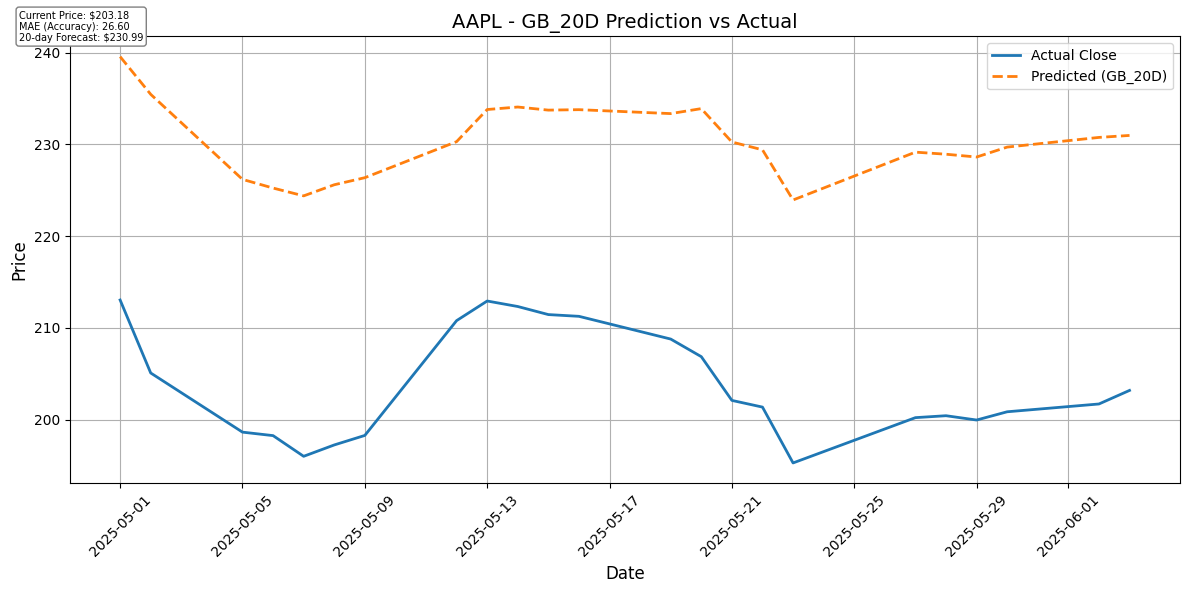 Current Price: $203.18
MAE (Accuracy): 26.60
20-day Forecast: $230.99
AAPL - GB_20D Prediction vs Actual
Actual Close
Predicted (GB_20D)
240
230
220
210
200
Price
2025-05-01
2025-05-05
2025-05-09
2025-05-13
2025-05-17
2025-05-21
2025-05-25
2025-05-29
2025-06-01
Date